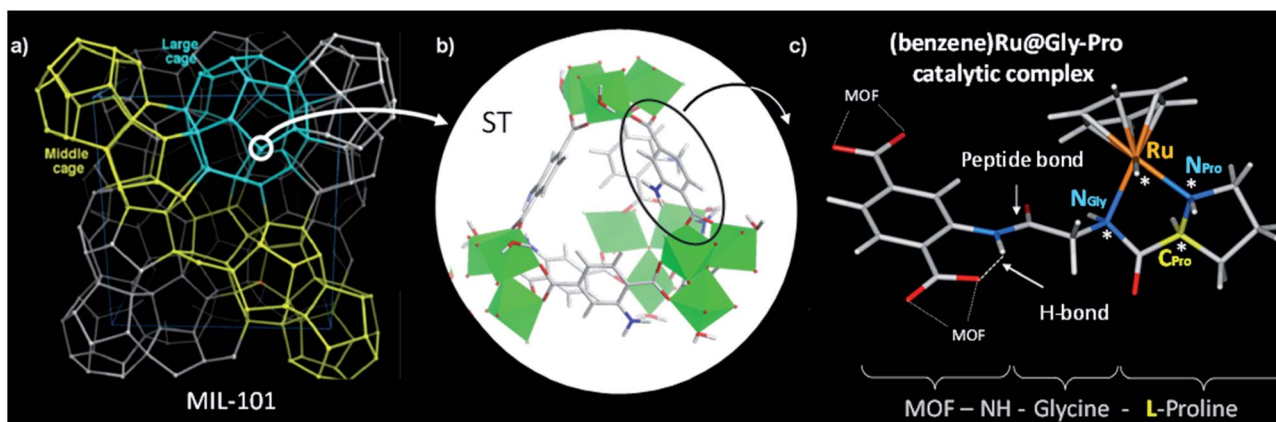 a)
Large
cage
Middle
cage
MIL-101
b)
ST
c)
(benzene)Ru@Gly-Pro
catalytic complex
MOF
Ru
Peptide bond
NPro
*
NGly
*
*
CPro
*
H-bond
MOF
MOF – NH - Glycine - L-Proline